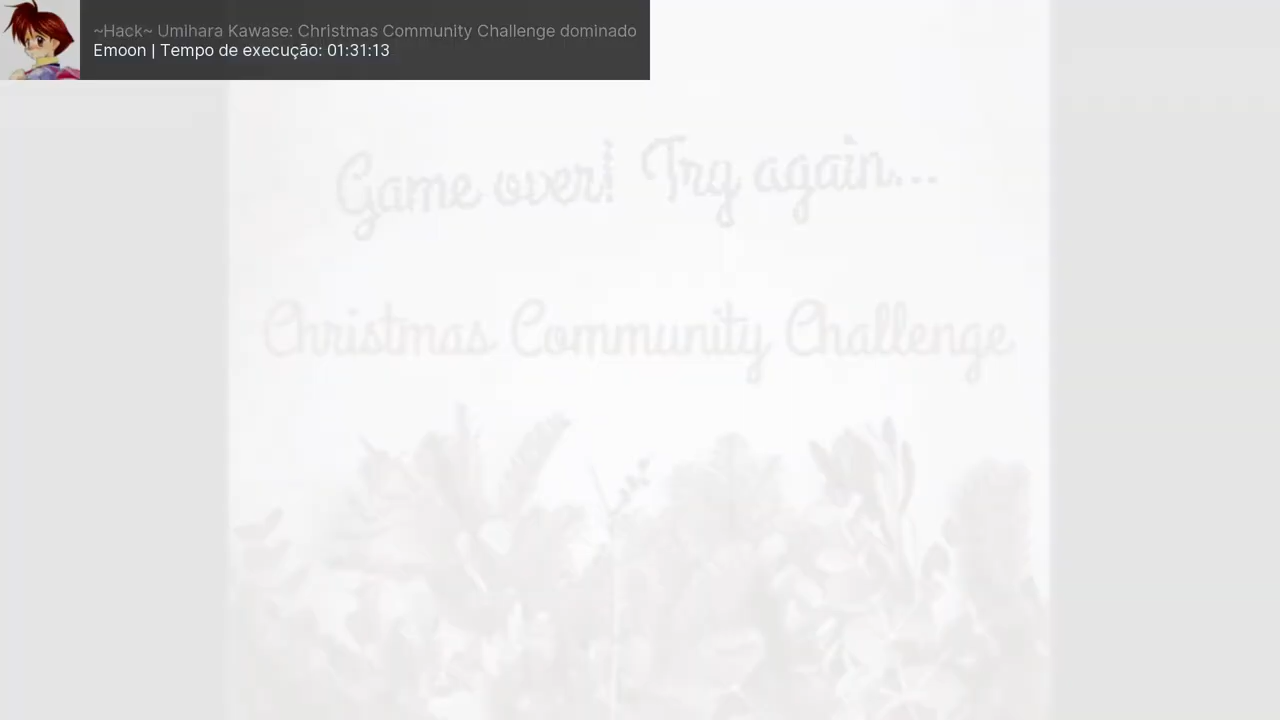 ~Hack~ Umihara Kawase: Christmas Community Challenge dominado
Emoon | Tempo de execução: 01:31:13
Game over! Try again...
Christmas Community Challenge